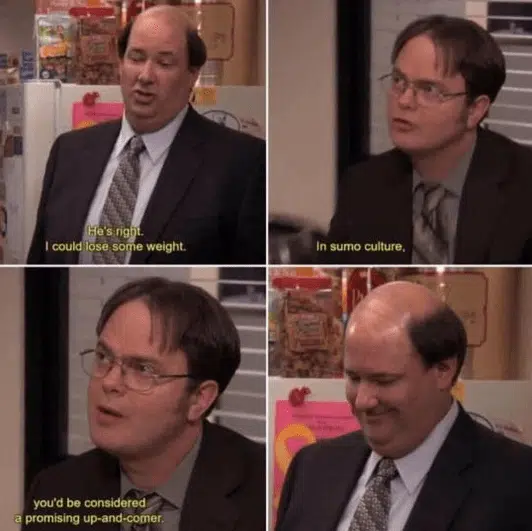 He's right.
I could lose some weight.
In sumo culture,
you'd be considered
a promising up-and-comer.